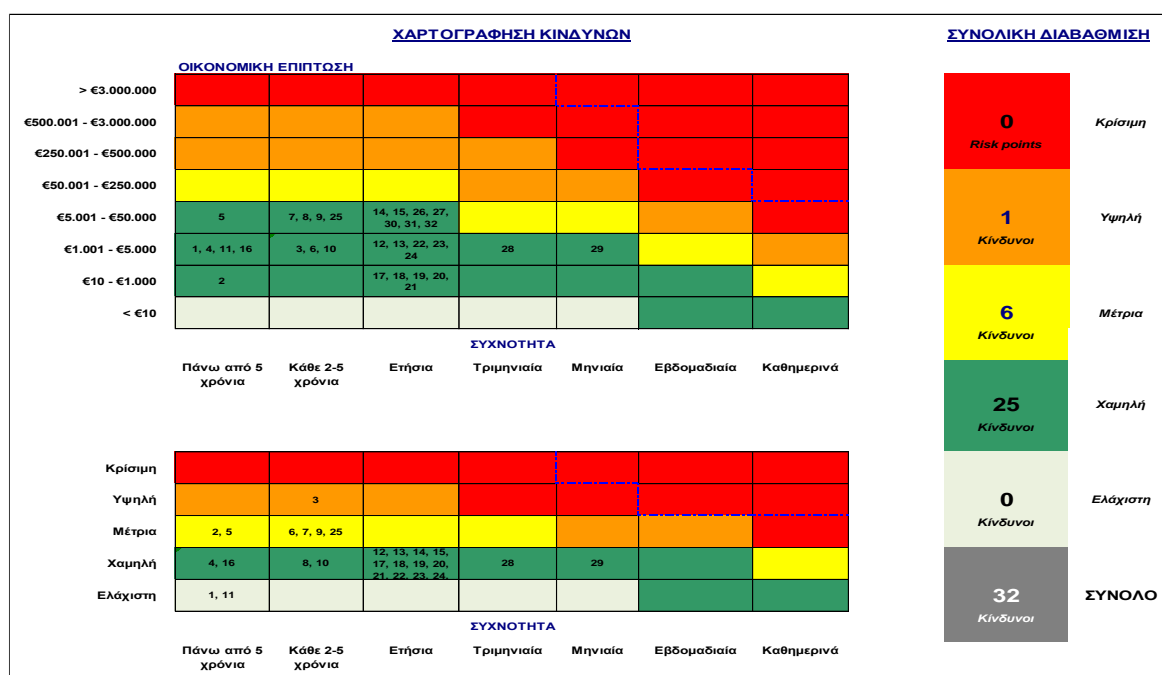 ΧΑΡΤΟΓΡΑΦΗΣΗ ΚΙΝΔΥΝΩΝ
ΣΥΝΟΛΙΚΗ ΔΙΑΒΑΘΜΙΣΗ
ΟΙΚΟΝΟΜΙΚΗ ΕΠΙΠΤΩΣΗ
> €3.000.000
€500.001 - €3.000.000
€250.001 - €500.000
€50.001 - €250.000
€5.001 - €50.000
5
7, 8, 9, 25
14, 15, 26, 27,
30, 31, 32
€1.001 - €5.000
1, 4, 11, 16
3, 6, 10
12, 13, 22, 23,
24
28
29
€10 - €1.000
2
17, 18, 19, 20,
21
< €10
ΣΥΧΝΟΤΗΤΑ
Πάνω από 5
χρόνια
Κάθε 2-5
χρόνια
Ετήσια
Τριμηνιαία
Μηνιαία
Εβδομαδιαία
Καθημερινά
Κρίσιμη
Υψηλή
3
Μέτρια
2, 5
6, 7, 9, 25
Χαμηλή
4, 16
8, 10
12, 13, 14, 15,
17, 18, 19, 20,
21, 22, 23, 24,
28
29
Ελάχιστη
1, 11
ΣΥΧΝΟΤΗΤΑ
Πάνω από 5
χρόνια
Κάθε 2-5
χρόνια
Ετήσια
Τριμηνιαία
Μηνιαία
Εβδομαδιαία
Καθημερινά
0
Risk points
Κρίσιμη
1
Κίνδυνοι
Υψηλή
6
Κίνδυνοι
Μέτρια
25
Κίνδυνοι
Χαμηλή
0
Κίνδυνοι
Ελάχιστη
32
Κίνδυνοι
ΣΥΝΟΛΟ